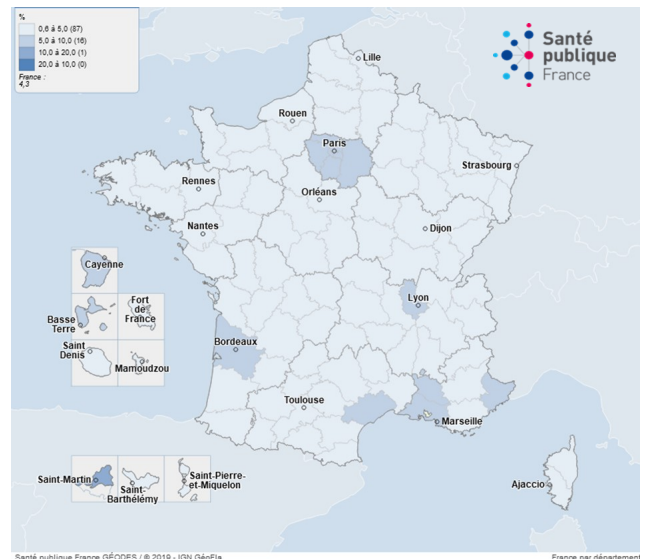 %
0,6 à 5,0 (87)
5,0 à 10,0 (16)
10,0 à 20,0 (1)
20,0 à 10,0 (0)
France :
4,3
Santé
publique
France
Lille
Rouen
Paris
Strasbourg
Rennes
Orléans
Nantes
Dijon
Cayenne
Lyon
Basse
Terre
Fort
de
France
Bordeaux
Saint
Denis
Mamoudzou
Toulouse
Marseille
Saint-Martin
Saint-
Barthélémy
Saint-Pierre-
et-Miquelon
Ajaccio
Santé publique France GÉODES / © 2019 - IGN GéoFla
France par département